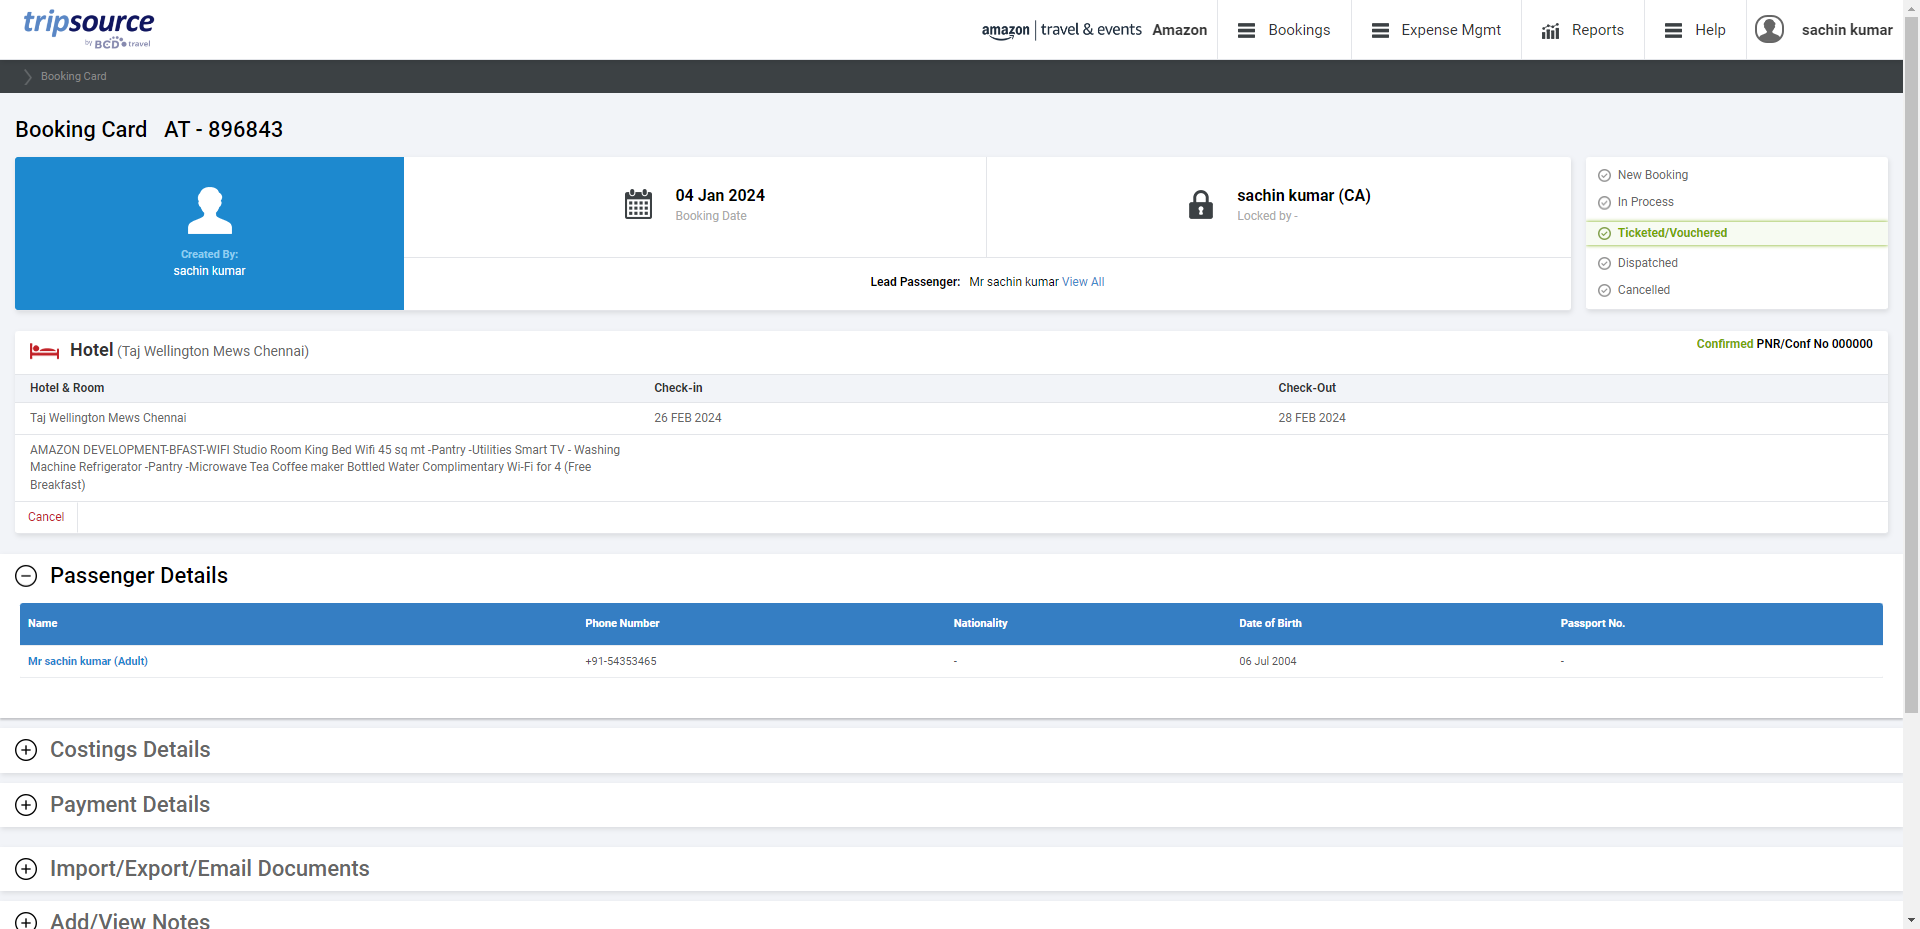 tripsource
by BCD travel
amazon travel & events Amazon
Bookings
Expense Mgmt
Reports
Help
sachin kumar
Booking Card
Booking Card AT - 896843
Created By:
sachin kumar
04 Jan 2024
Booking Date
sachin kumar (CA)
Locked by -
Lead Passenger: Mr sachin kumar View All
New Booking
In Process
Ticketed/Vouchered
Dispatched
Cancelled
Hotel (Taj Wellington Mews Chennai)
Confirmed PNR/Conf No 000000
Hotel & Room Check-in Check-Out
Taj Wellington Mews Chennai 26 FEB 2024 28 FEB 2024
AMAZON DEVELOPMENT-BFAST-WIFI Studio Room King Bed Wifi 45 sq mt -Pantry -Utilities Smart TV - Washing
Machine Refrigerator -Pantry -Microwave Tea Coffee maker Bottled Water Complimentary Wi-Fi for 4 (Free
Breakfast)
Cancel
Passenger Details
Name Phone Number Nationality Date of Birth Passport No.
Mr sachin kumar (Adult) +91-54353465 - 06 Jul 2004 -
Costings Details
Payment Details
Import/Export/Email Documents
Add/View Notes